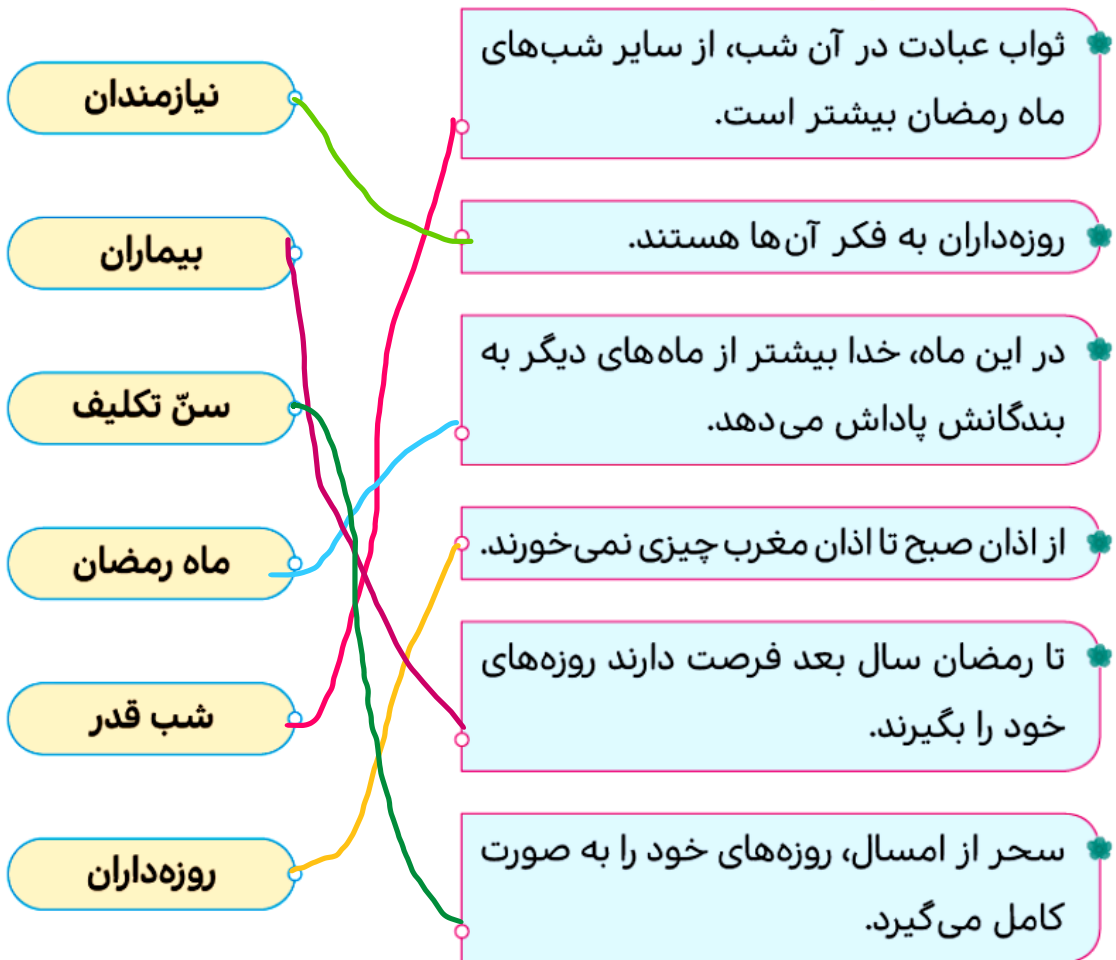 ثواب عبادت در آن شب، از سایر شب‌های
ماه رمضان بیشتر است.
روزه‌داران به فکر آن‌ها هستند.
در این ماه، خدا بیشتر از ماه‌های دیگر به
بندگانش پاداش می‌دهد.
از اذان صبح تا اذان مغرب چیزی نمی‌خورند.
تا رمضان سال بعد فرصت دارند روزه‌های
خود را بگیرند.
سحر از امسال، روزه‌های خود را به صورت
کامل می‌گیرد.
نیازمندان
بیماران
سنّ تکلیف
ماه رمضان
شب قدر
روزه‌داران